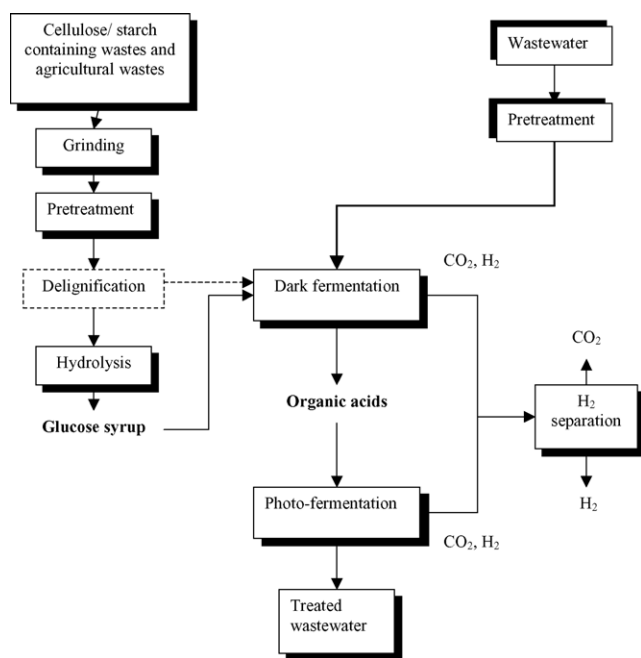 Cellulose/ starch
containing wastes and
agricultural wastes
Wastewater
Grinding
Pretreatment
Pretreatment
CO₂, H₂
Delignification
Dark fermentation
Hydrolysis
CO₂
Glucose syrup
Organic acids
H₂
separation
Photo-fermentation
H₂
CO₂, H₂
Treated
wastewater